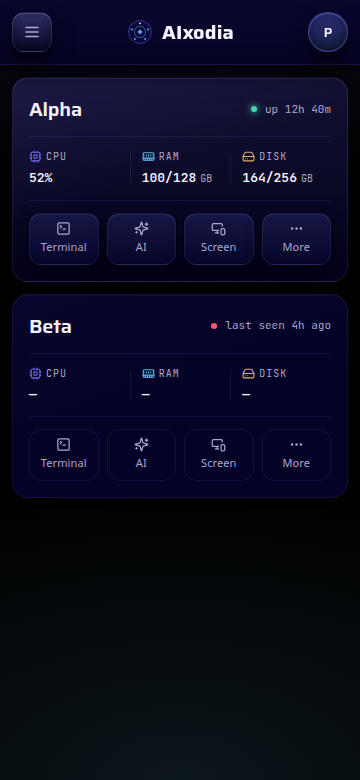 AIxodia
P
Alpha
up 12h 40m
CPU
RAM
DISK
52%
100/128 GB
164/256 GB
Terminal
AI
Screen
More
Beta
last seen 4h ago
CPU
RAM
DISK
—
—
—
Terminal
AI
Screen
More